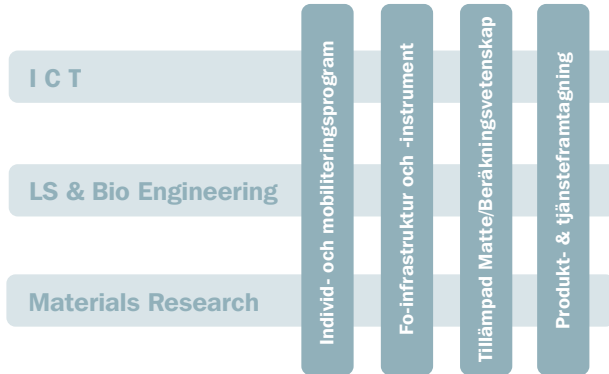 I C T
LS & Bio Engineering
Materials Research
Individ- och mobiliteringsprogram
Fo-infrastruktur och -instrument
Tillämpad Matte/Beräkningsvetenskap
Produkt- & tjänsteframtagning